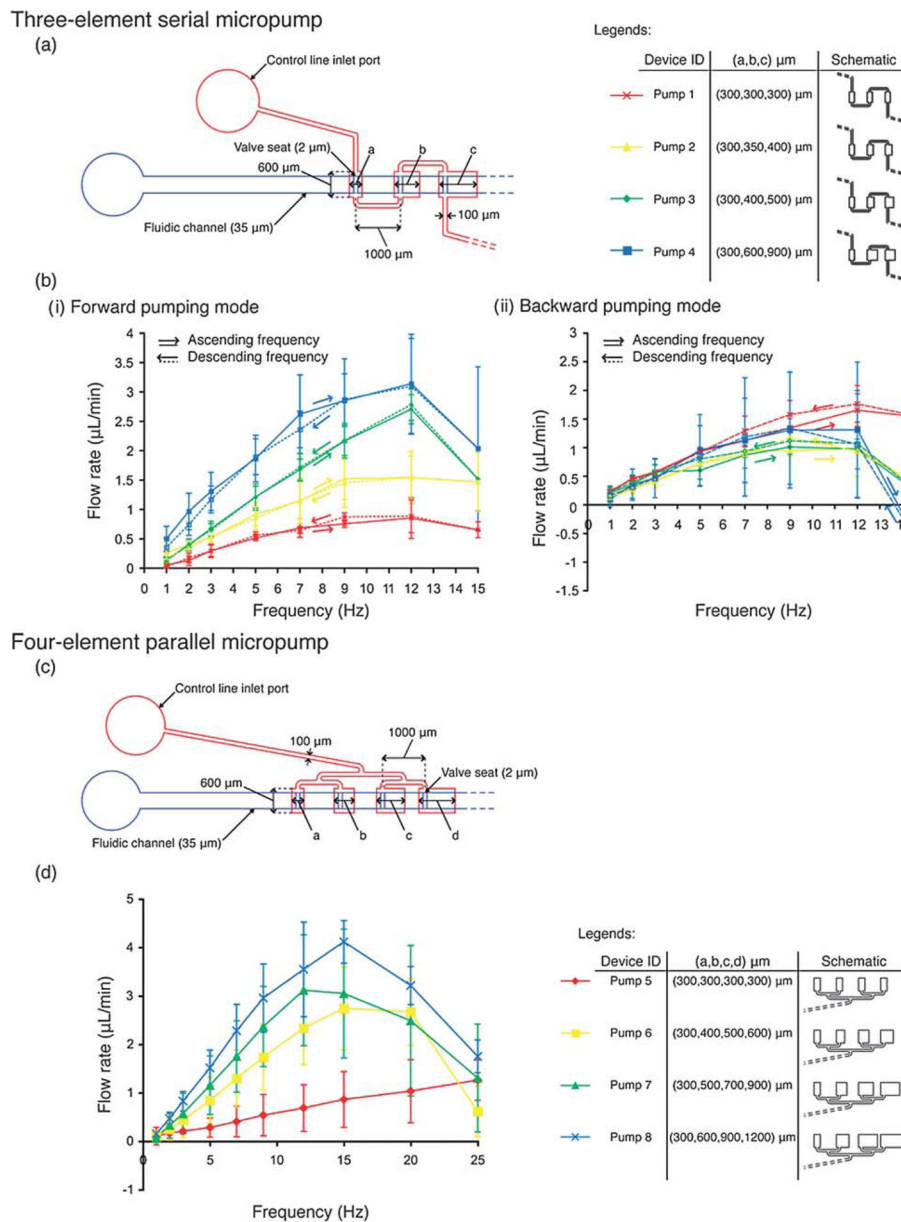 Three-element serial micropump
(a)
Control line inlet port
Valve seat (2 μm)
a
b
c
600 μm
Fluidic channel (35 μm)
100 μm
1000 μm
Legends:
Device ID (a,b,c) μm Schematic
Pump 1 (300,300,300) μm
Pump 2 (300,350,400) μm
Pump 3 (300,400,500) μm
Pump 4 (300,600,900) μm
(b)
(i) Forward pumping mode
Ascending frequency
Descending frequency
Flow rate (μL/min)
4
3.5
3
2.5
2
1.5
1
0.5
0
0 1 2 3 4 5 6 7 8 9 10 11 12 13 14 15
Frequency (Hz)
(ii) Backward pumping mode
Ascending frequency
Descending frequency
Flow rate (μL/min)
3
2.5
2
1.5
1
0.5
0
-0.5
-1
-1.5
0 1 2 3 4 5 6 7 8 9 10 11 12 13
Frequency (Hz)
Four-element parallel micropump
(c)
Control line inlet port
100 μm
1000 μm
Valve seat (2 μm)
600 μm
Fluidic channel (35 μm)
a
b
c
d
(d)
Flow rate (μL/min)
5
4
3
2
1
0
-1
0 5 10 15 20 25
Frequency (Hz)
Legends:
Device ID (a,b,c,d) μm Schematic
Pump 5 (300,300,300,300) μm
Pump 6 (300,400,500,600) μm
Pump 7 (300,500,700,900) μm
Pump 8 (300,600,900,1200) μm